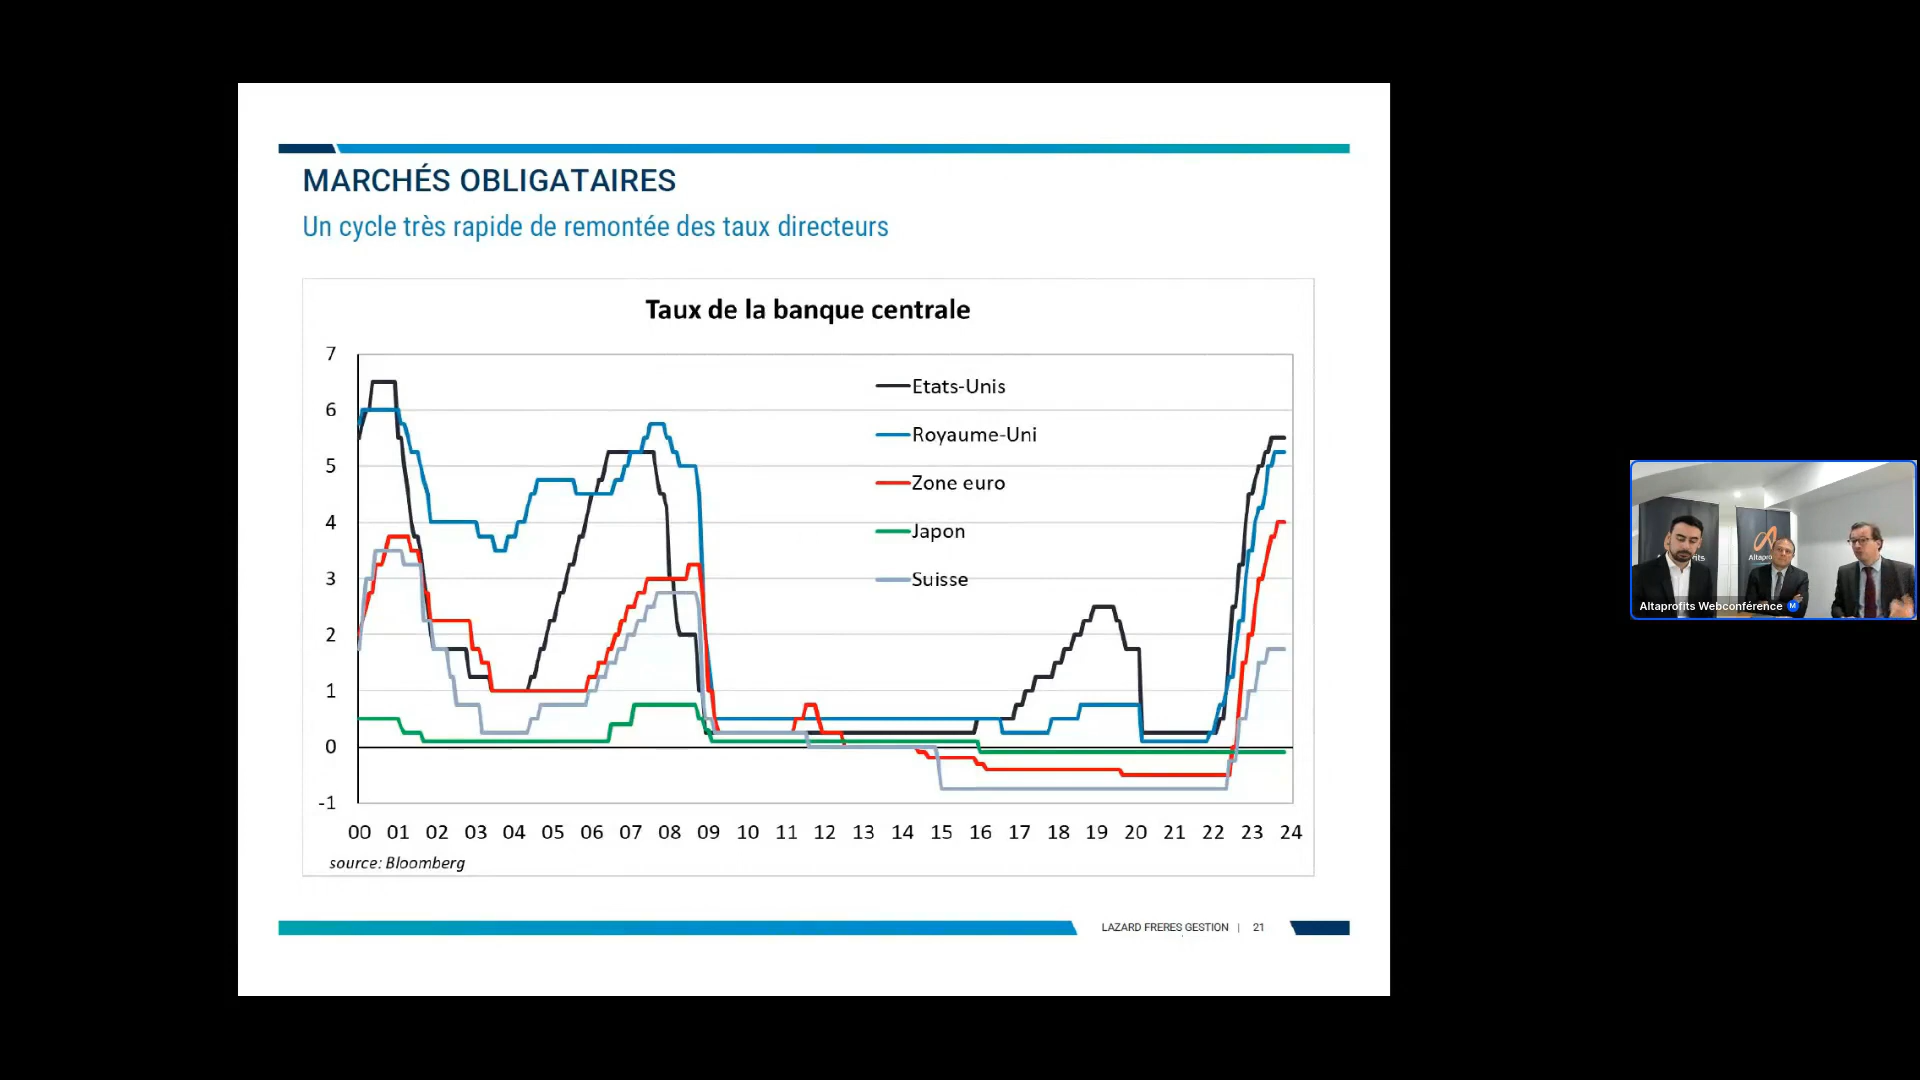 MARCHÉS OBLIGATAIRES
Un cycle très rapide de remontée des taux directeurs
Taux de la banque centrale
7
6
5
4
3
2
1
0
-1
Etats-Unis
Royaume-Uni
Zone euro
Japon
Suisse
00 01 02 03 04 05 06 07 08 09 10 11 12 13 14 15 16 17 18 19 20 21 22 23 24
source: Bloomberg
LAZARD FRERES GESTION | 21
Altaprofits Webconférence